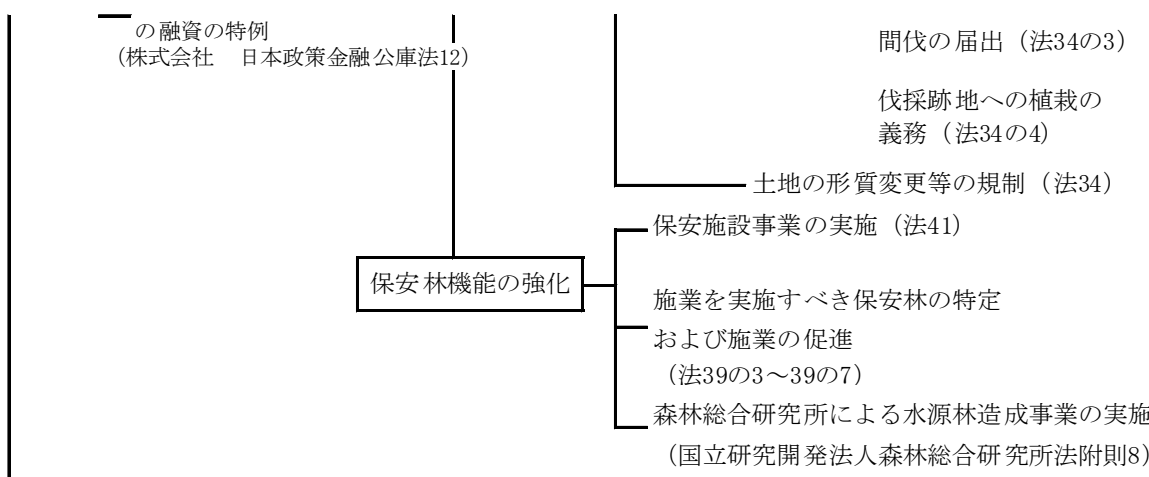 の融資の特例
(株式会社　日本政策金融公庫法12)
間伐の届出（法34の3）
伐採跡地への植栽の
義務（法34の4）
土地の形質変更等の規制（法34）
保安施設事業の実施（法41）
保安林機能の強化
施業を実施すべき保安林の特定
および施業の促進
（法39の3～39の7）
森林総合研究所による水源林造成事業の実施
（国立研究開発法人森林総合研究所法附則8）